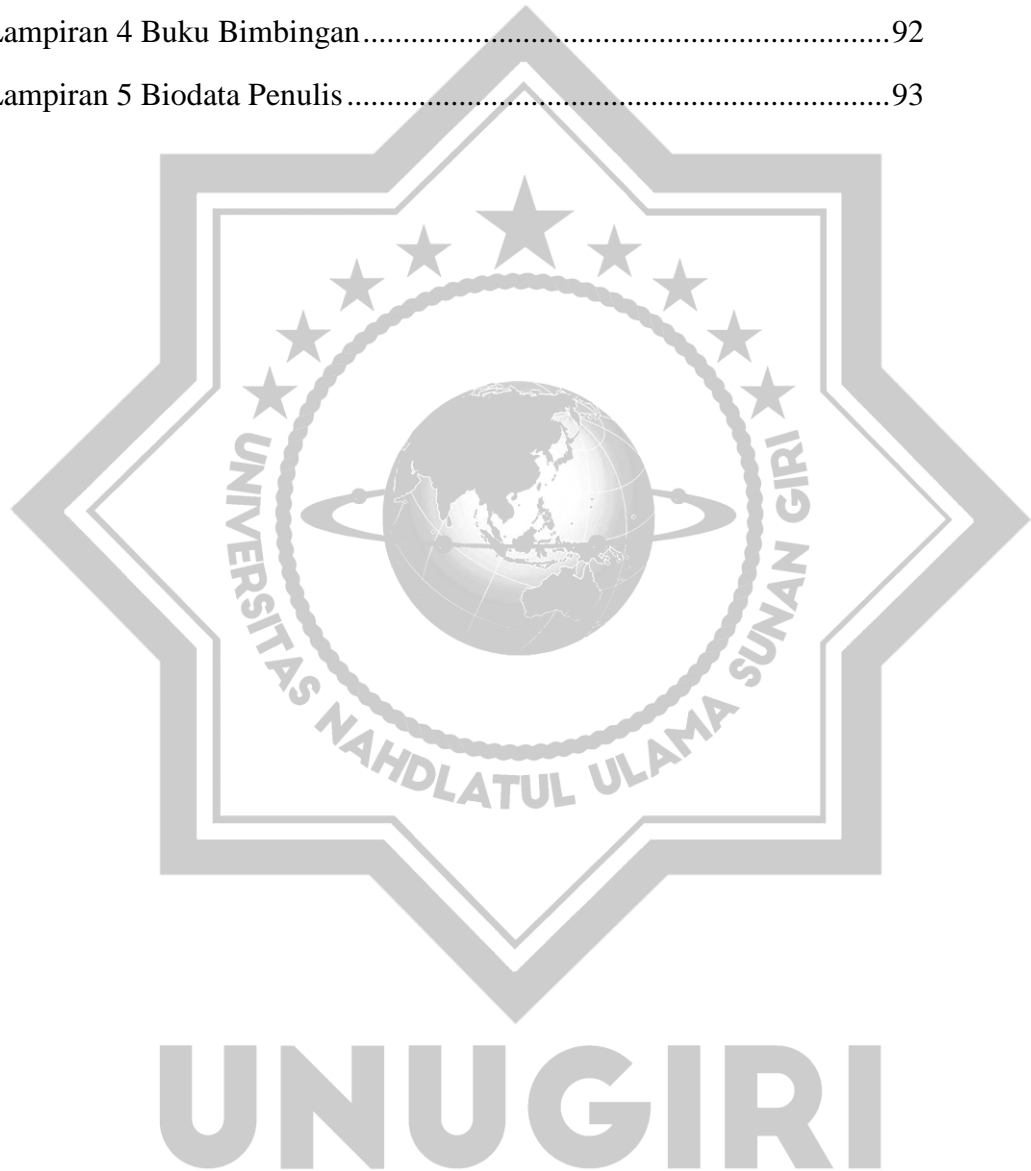 Lampiran 4 Buku Bimbingan........................................................92
Lampiran 5 Biodata Penulis..........................................................93
UNIVERSITAS NAHDLATUL ULAMA SUNAN GIRI
UNUGIRI